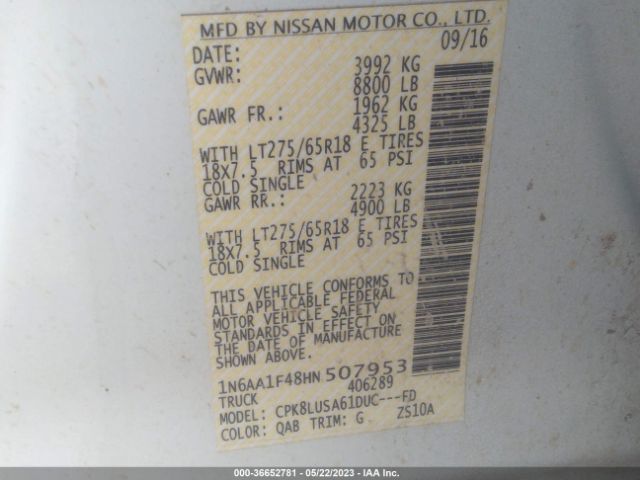 MFD BY NISSAN MOTOR CO., LTD.
DATE: 09/16
GVWR: 3992 KG
8800 LB
GAWR FR.: 1962 KG
4325 LB
WITH LT275/65R18 E TIRES
18X7.5 RIMS AT 65 PSI
COLD SINGLE
GAWR RR.: 2223 KG
4900 LB
WITH LT275/65R18 E TIRES
18X7.5 RIMS AT 65 PSI
COLD SINGLE
THIS VEHICLE CONFORMS TO
ALL APPLICABLE FEDERAL
MOTOR VEHICLE SAFETY
STANDARDS IN EFFECT ON
THE DATE OF MANUFACTURE
SHOWN ABOVE.
1N6AA1F48HN507953
TRUCK 406289
MODEL: CPK8LUSA61DUC---FD
COLOR: QAB TRIM: G ZS10A
000-36652781 - 05/22/2023 - IAA Inc.